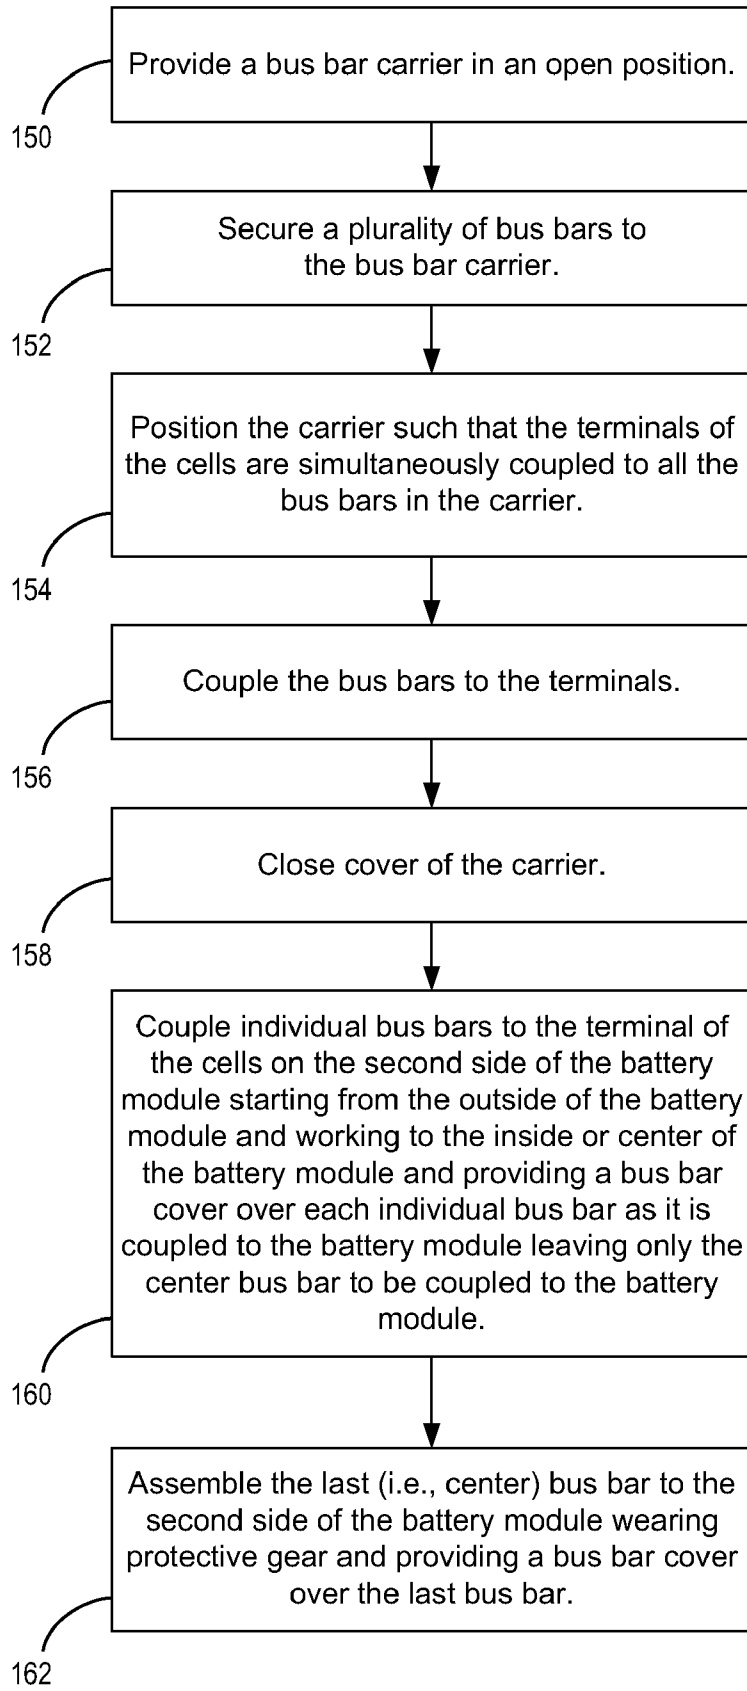 Provide a bus bar carrier in an open position.
150
Secure a plurality of bus bars to
the bus bar carrier.
152
Position the carrier such that the terminals of
the cells are simultaneously coupled to all the
bus bars in the carrier.
154
Couple the bus bars to the terminals.
156
Close cover of the carrier.
158
Couple individual bus bars to the terminal of
the cells on the second side of the battery
module starting from the outside of the battery
module and working to the inside or center of
the battery module and providing a bus bar
cover over each individual bus bar as it is
coupled to the battery module leaving only the
center bus bar to be coupled to the battery
module.
160
Assemble the last (i.e., center) bus bar to the
second side of the battery module wearing
protective gear and providing a bus bar cover
over the last bus bar.
162